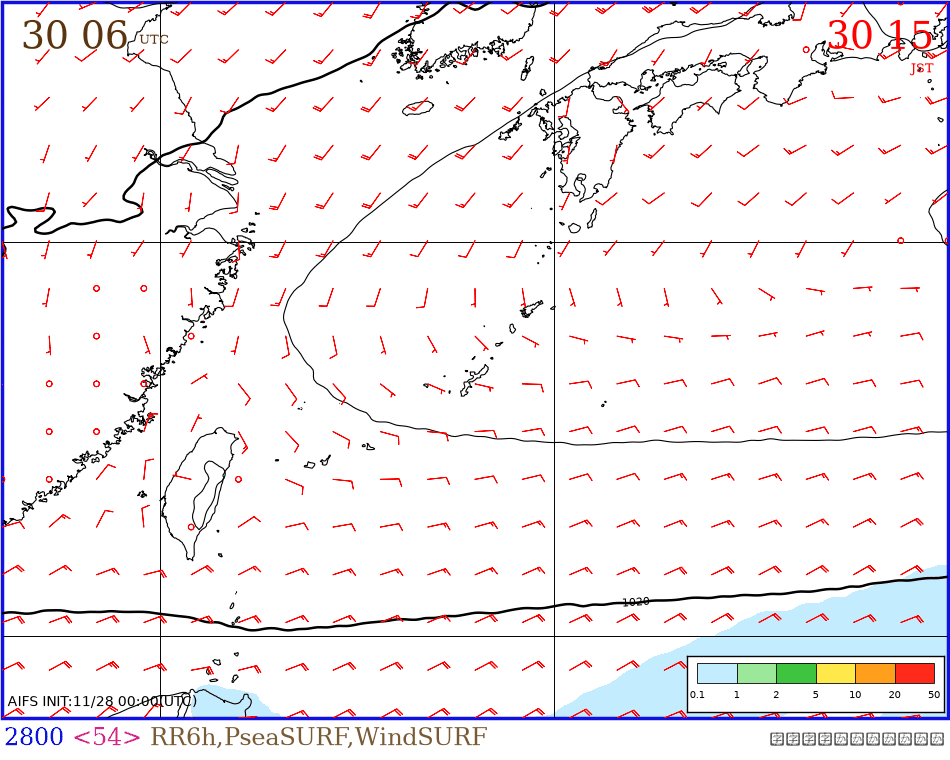 30 06 UTC
30 15
JST
1020
0.1 1 2 5 10 20 50
AIFS INIT:11/28 00:00(UTC)
2800 <54> RR6h,PseaSURF,WindSURF